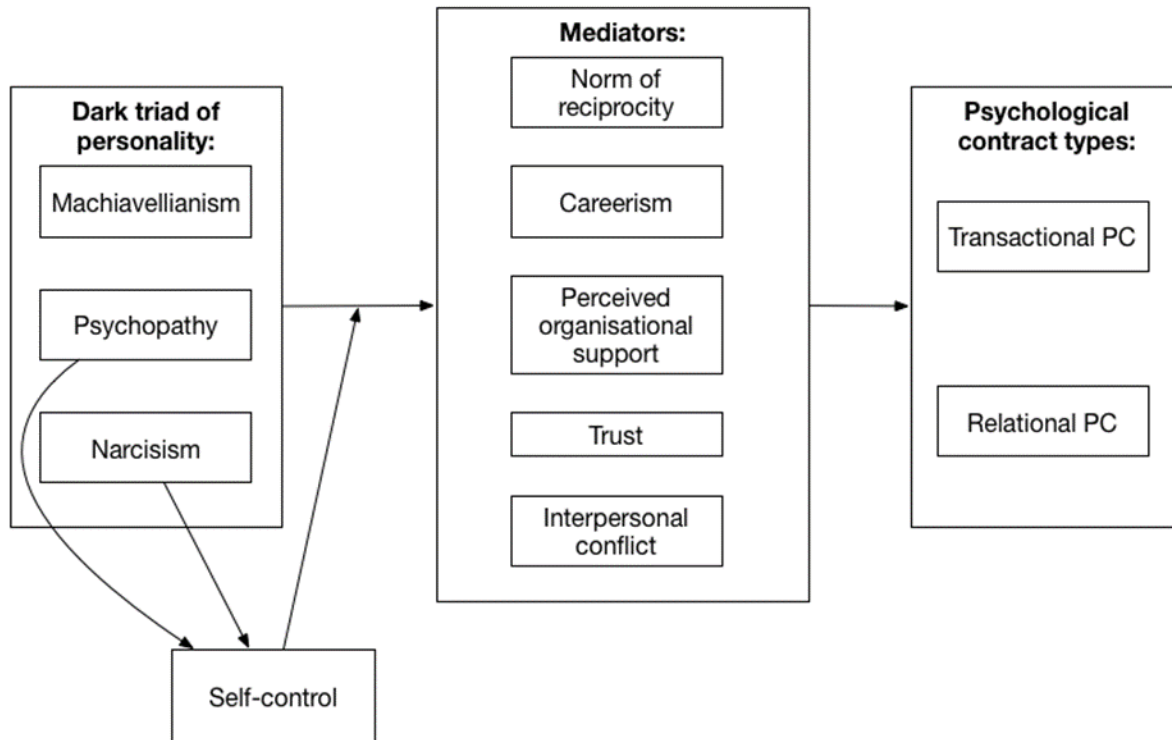 Dark triad of
personality:
Machiavellianism
Psychopathy
Narcisism
Self-control
Mediators:
Norm of
reciprocity
Careerism
Perceived
organisational
support
Trust
Interpersonal
conflict
Psychological
contract types:
Transactional PC
Relational PC